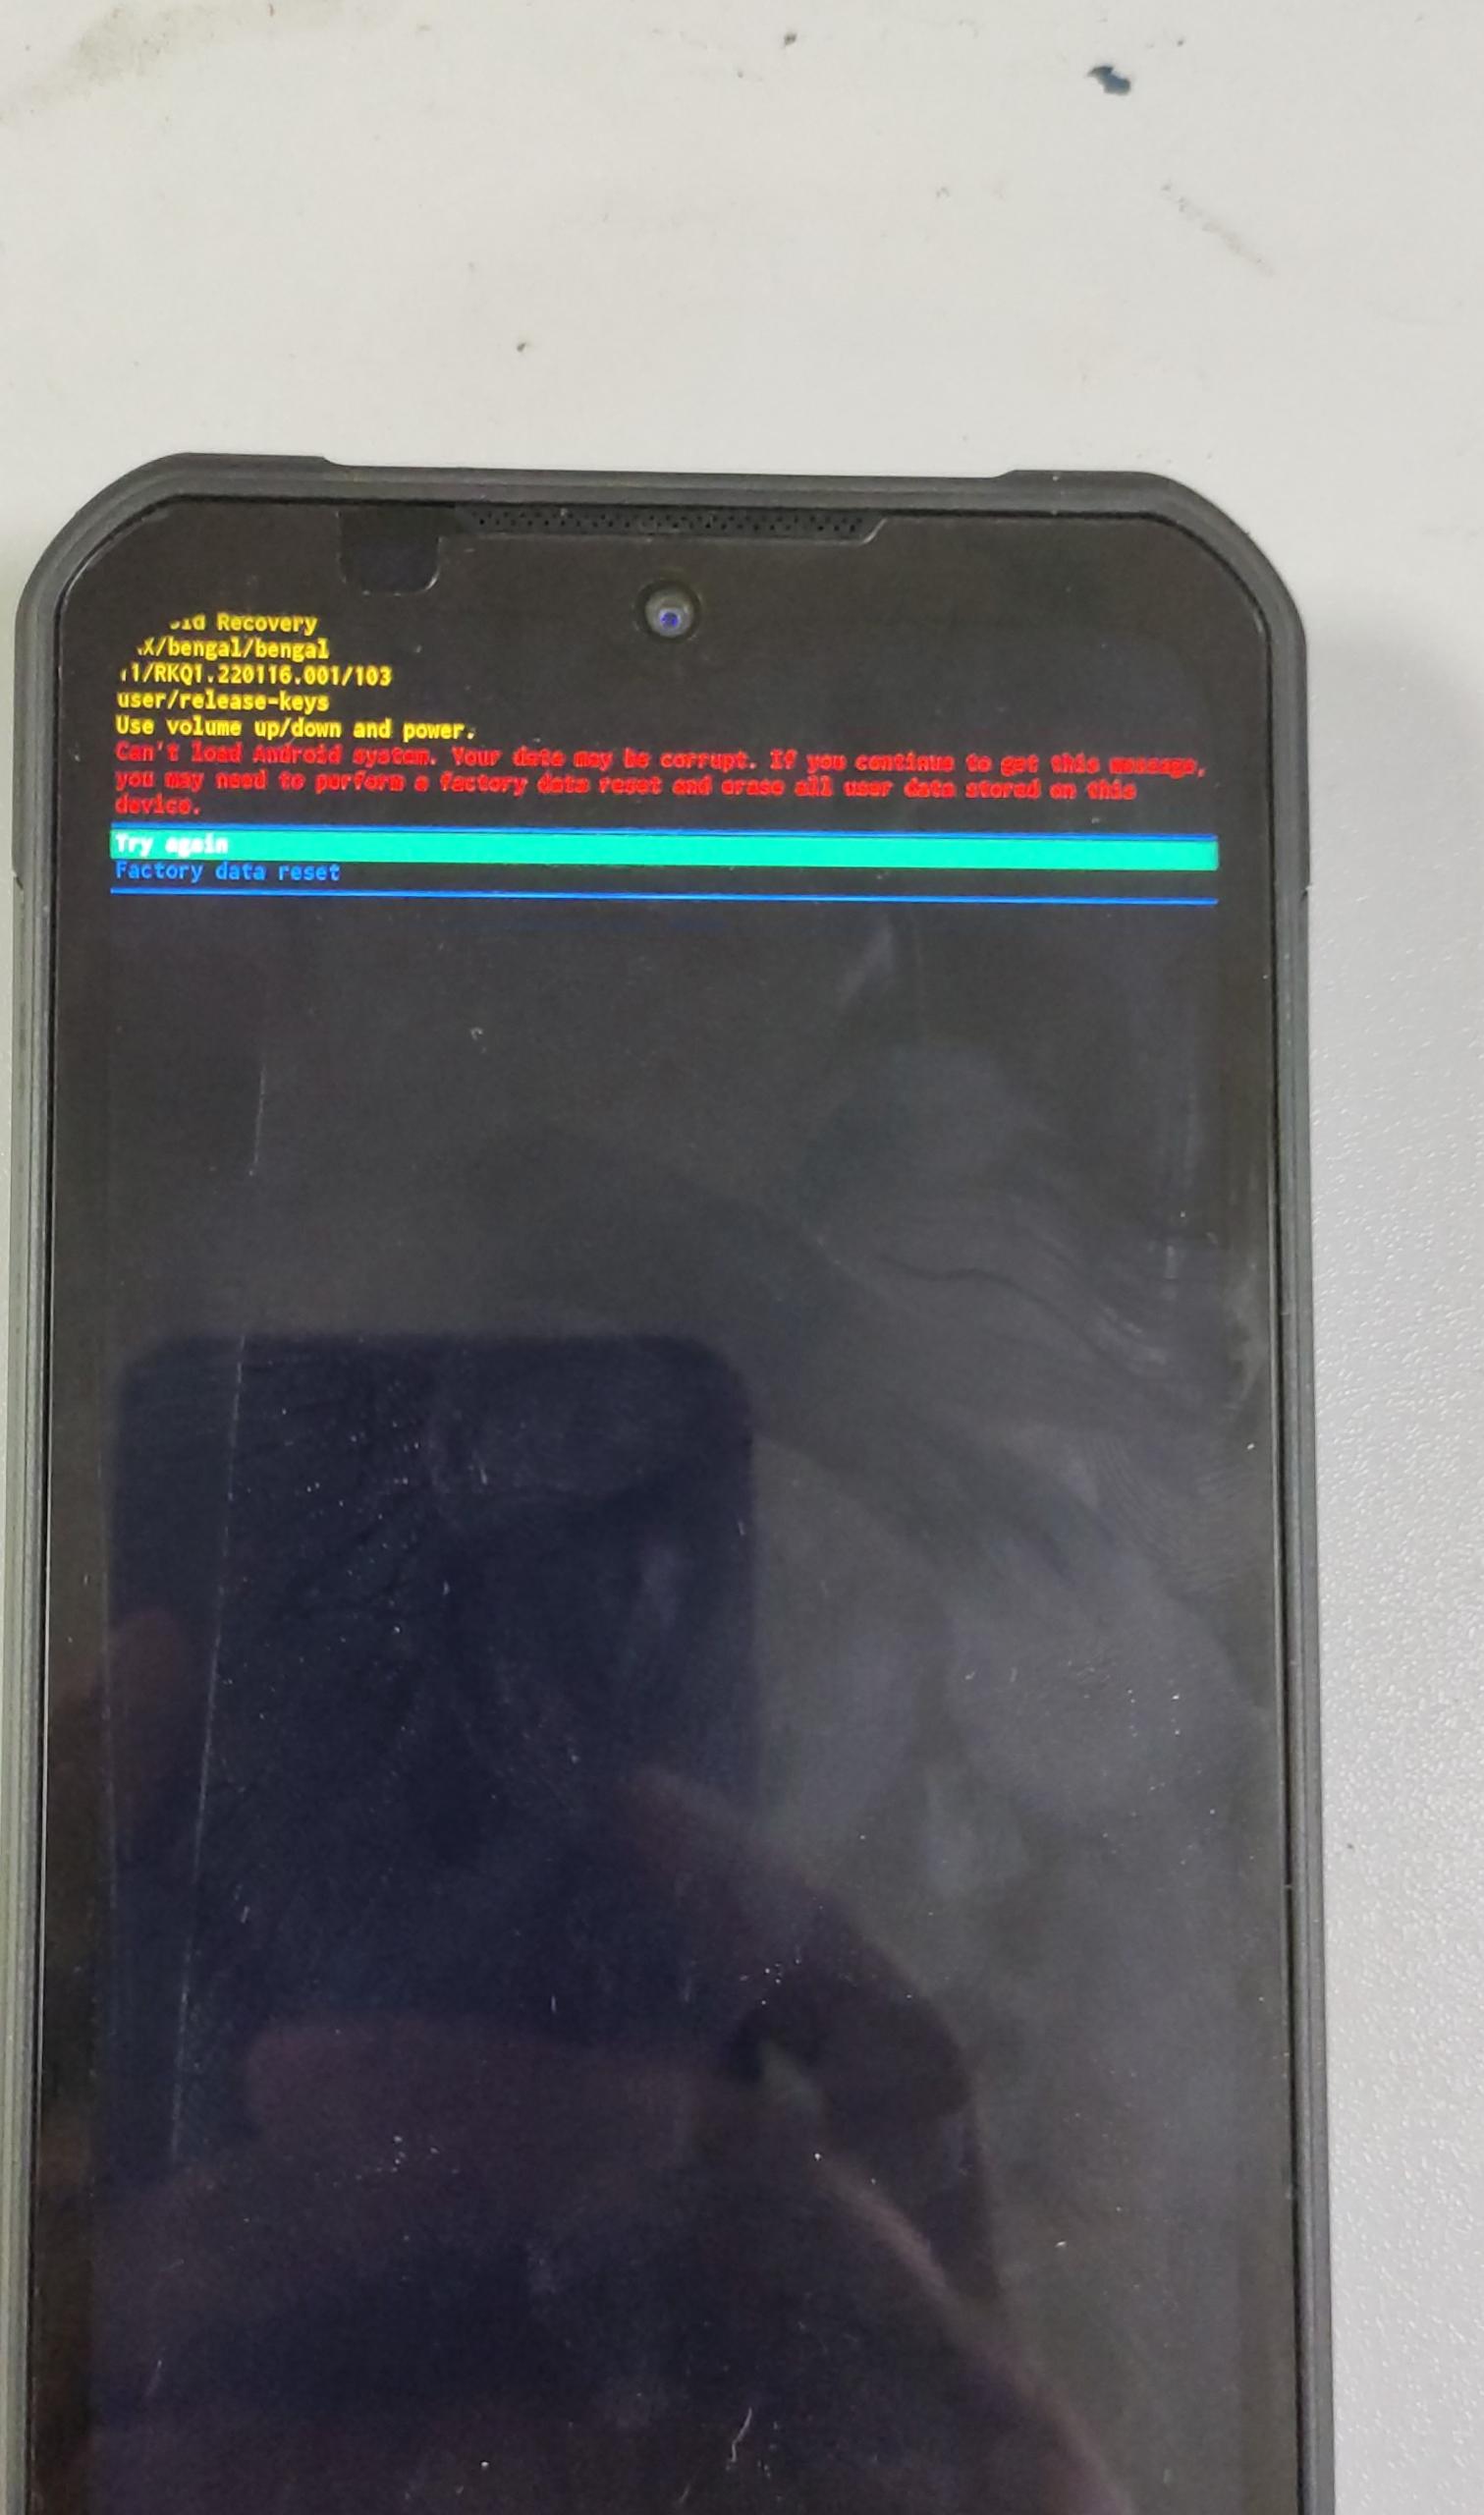 Recovery
X/bengal/bengal
1/RKQ1.220116.001/103
user/release-keys
Use volume up/down and power.
Can't load Android system. Your data may be corrupt. If you continue to get this message,
you may need to perform a factory data reset and erase all user data stored on this
device.
Try again
Factory data reset